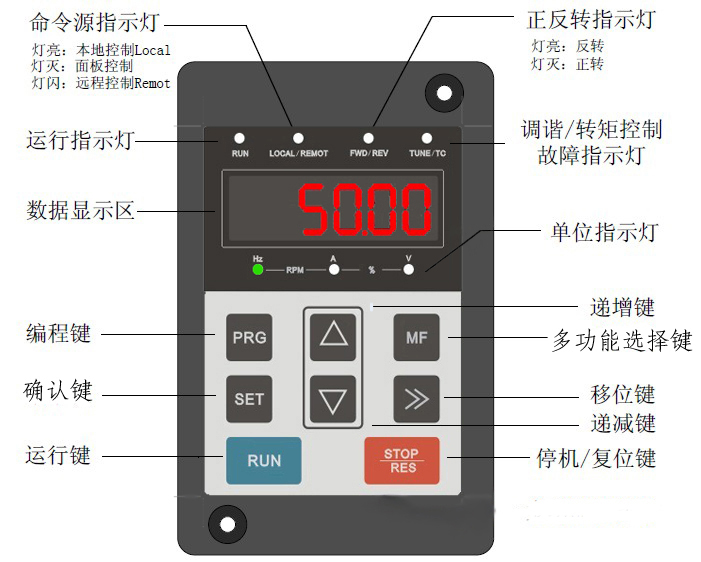 命令源指示灯
灯亮：本地控制Local
灯灭：面板控制
灯闪：远程控制Remot
正反转指示灯
灯亮：反转
灯灭：正转
运行指示灯
调谐/转矩控制
故障指示灯
RUN
LOCAL/REMOT
FWD/REV
TUNE/TC
数据显示区
50.00
单位指示灯
Hz
RPM
A
%
V
递增键
编程键
PRG
MF
多功能选择键
确认键
SET
移位键
递减键
运行键
RUN
STOP
RES
停机/复位键